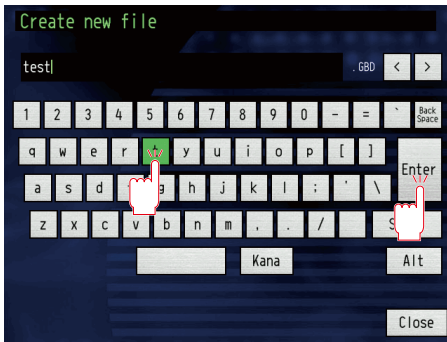 Create new file
test
.GBD < >
1 2 3 4 5 6 7 8 9 0 - = ` Back Space
q w e r t y u i o p [ ]
Enter
a s d g h j k l ; ' \
z x c v b n m , . / S
Kana Alt
Close